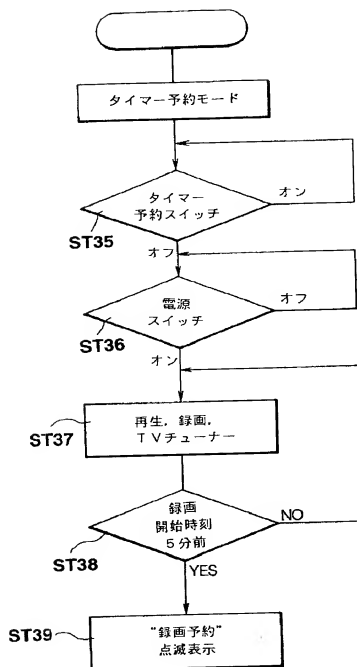 タイマー予約モード
タイマー
予約スイッチ
オン
ST35
オフ
電源
スイッチ
オフ
ST36
オン
再生,録画,
TVチューナー
ST37
録画
開始時刻
5分前
NO
ST38
YES
ST39
“録画予約”
点滅表示